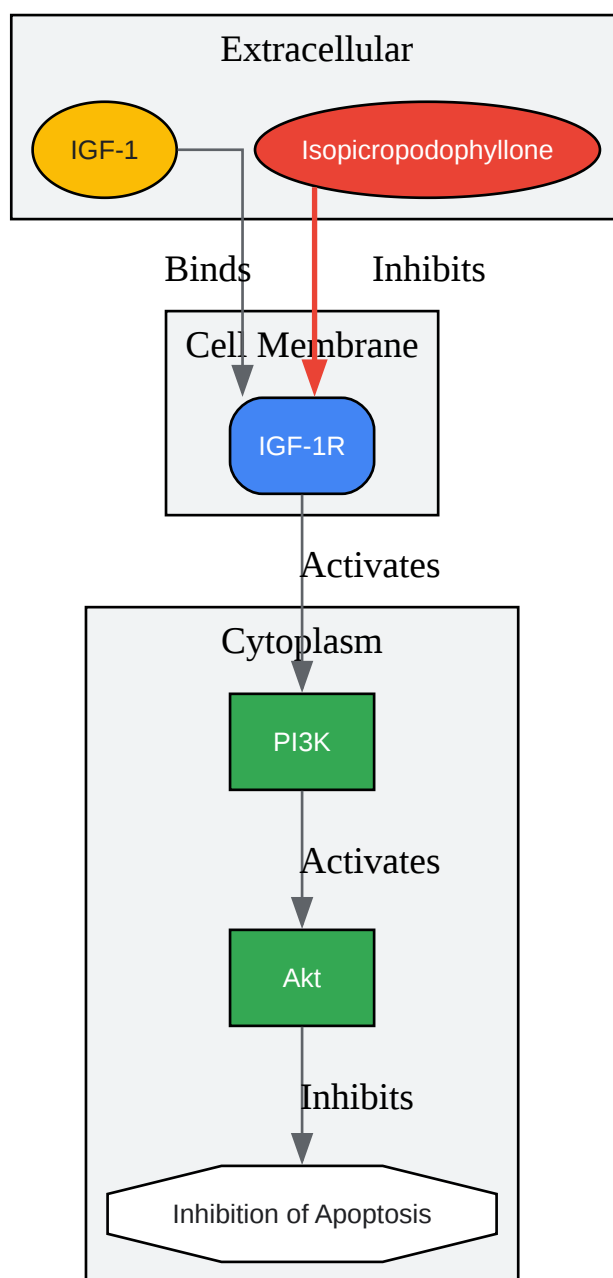 Extracellular
IGF-1
Isopicropodophyllone
Binds
Inhibits
Cell Membrane
IGF-1R
Activates
Cytoplasm
PI3K
Activates
Akt
Inhibits
Inhibition of Apoptosis